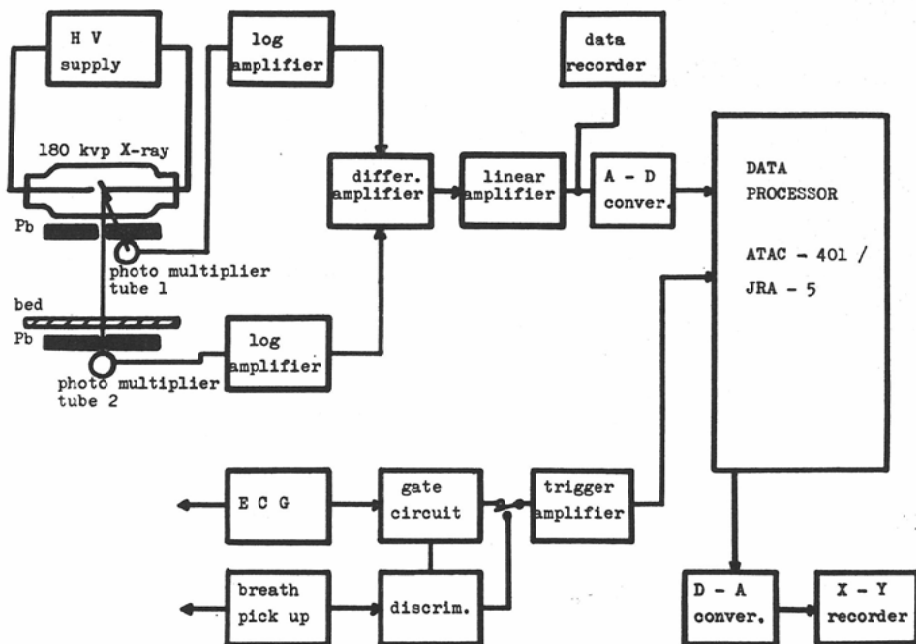 H V
supply
log
amplifier
data
recorder
180 kvp X-ray
differ.
amplifier
linear
amplifier
A - D
conver.
DATA
PROCESSOR
ATAC - 401 /
JRA - 5
Pb
photo multiplier
tube 1
bed
Pb
log
amplifier
photo multiplier
tube 2
E C G
gate
circuit
trigger
amplifier
breath
pick up
discrim.
D - A
conver.
X - Y
recorder